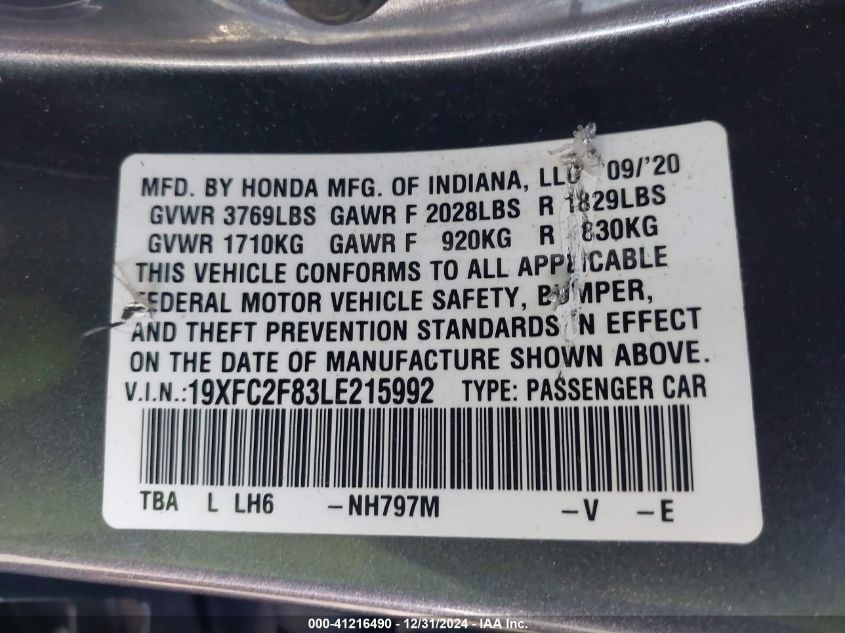 MFD. BY HONDA MFG. OF INDIANA, LLC 09/'20
GVWR 3769LBS GAWR F 2028LBS R 1829LBS
GVWR 1710KG GAWR F 920KG R 830KG
THIS VEHICLE CONFORMS TO ALL APPLICABLE
FEDERAL MOTOR VEHICLE SAFETY, BUMPER,
AND THEFT PREVENTION STANDARDS IN EFFECT
ON THE DATE OF MANUFACTURE SHOWN ABOVE.
V.I.N.:19XFC2F83LE215992 TYPE: PASSENGER CAR
TBA L LH6 -NH797M -V -E
000-41216490 - 12/31/2024 - IAAI.com